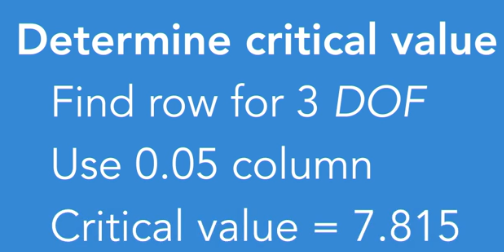 Determine critical value
Find row for 3 DOF
Use 0.05 column
Critical value = 7.815